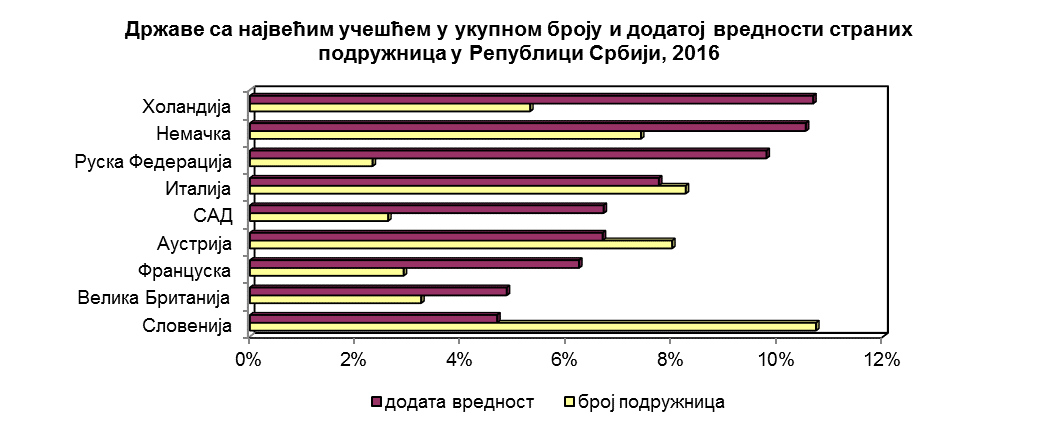 Државе са највећим учешћем у укупном броју и додатој вредности страних
подружница у Републици Србији, 2016
Холандија
Немачка
Руска Федерација
Италија
САД
Аустрија
Француска
Велика Британија
Словенија
0% 2% 4% 6% 8% 10% 12%
додата вредност број подружница